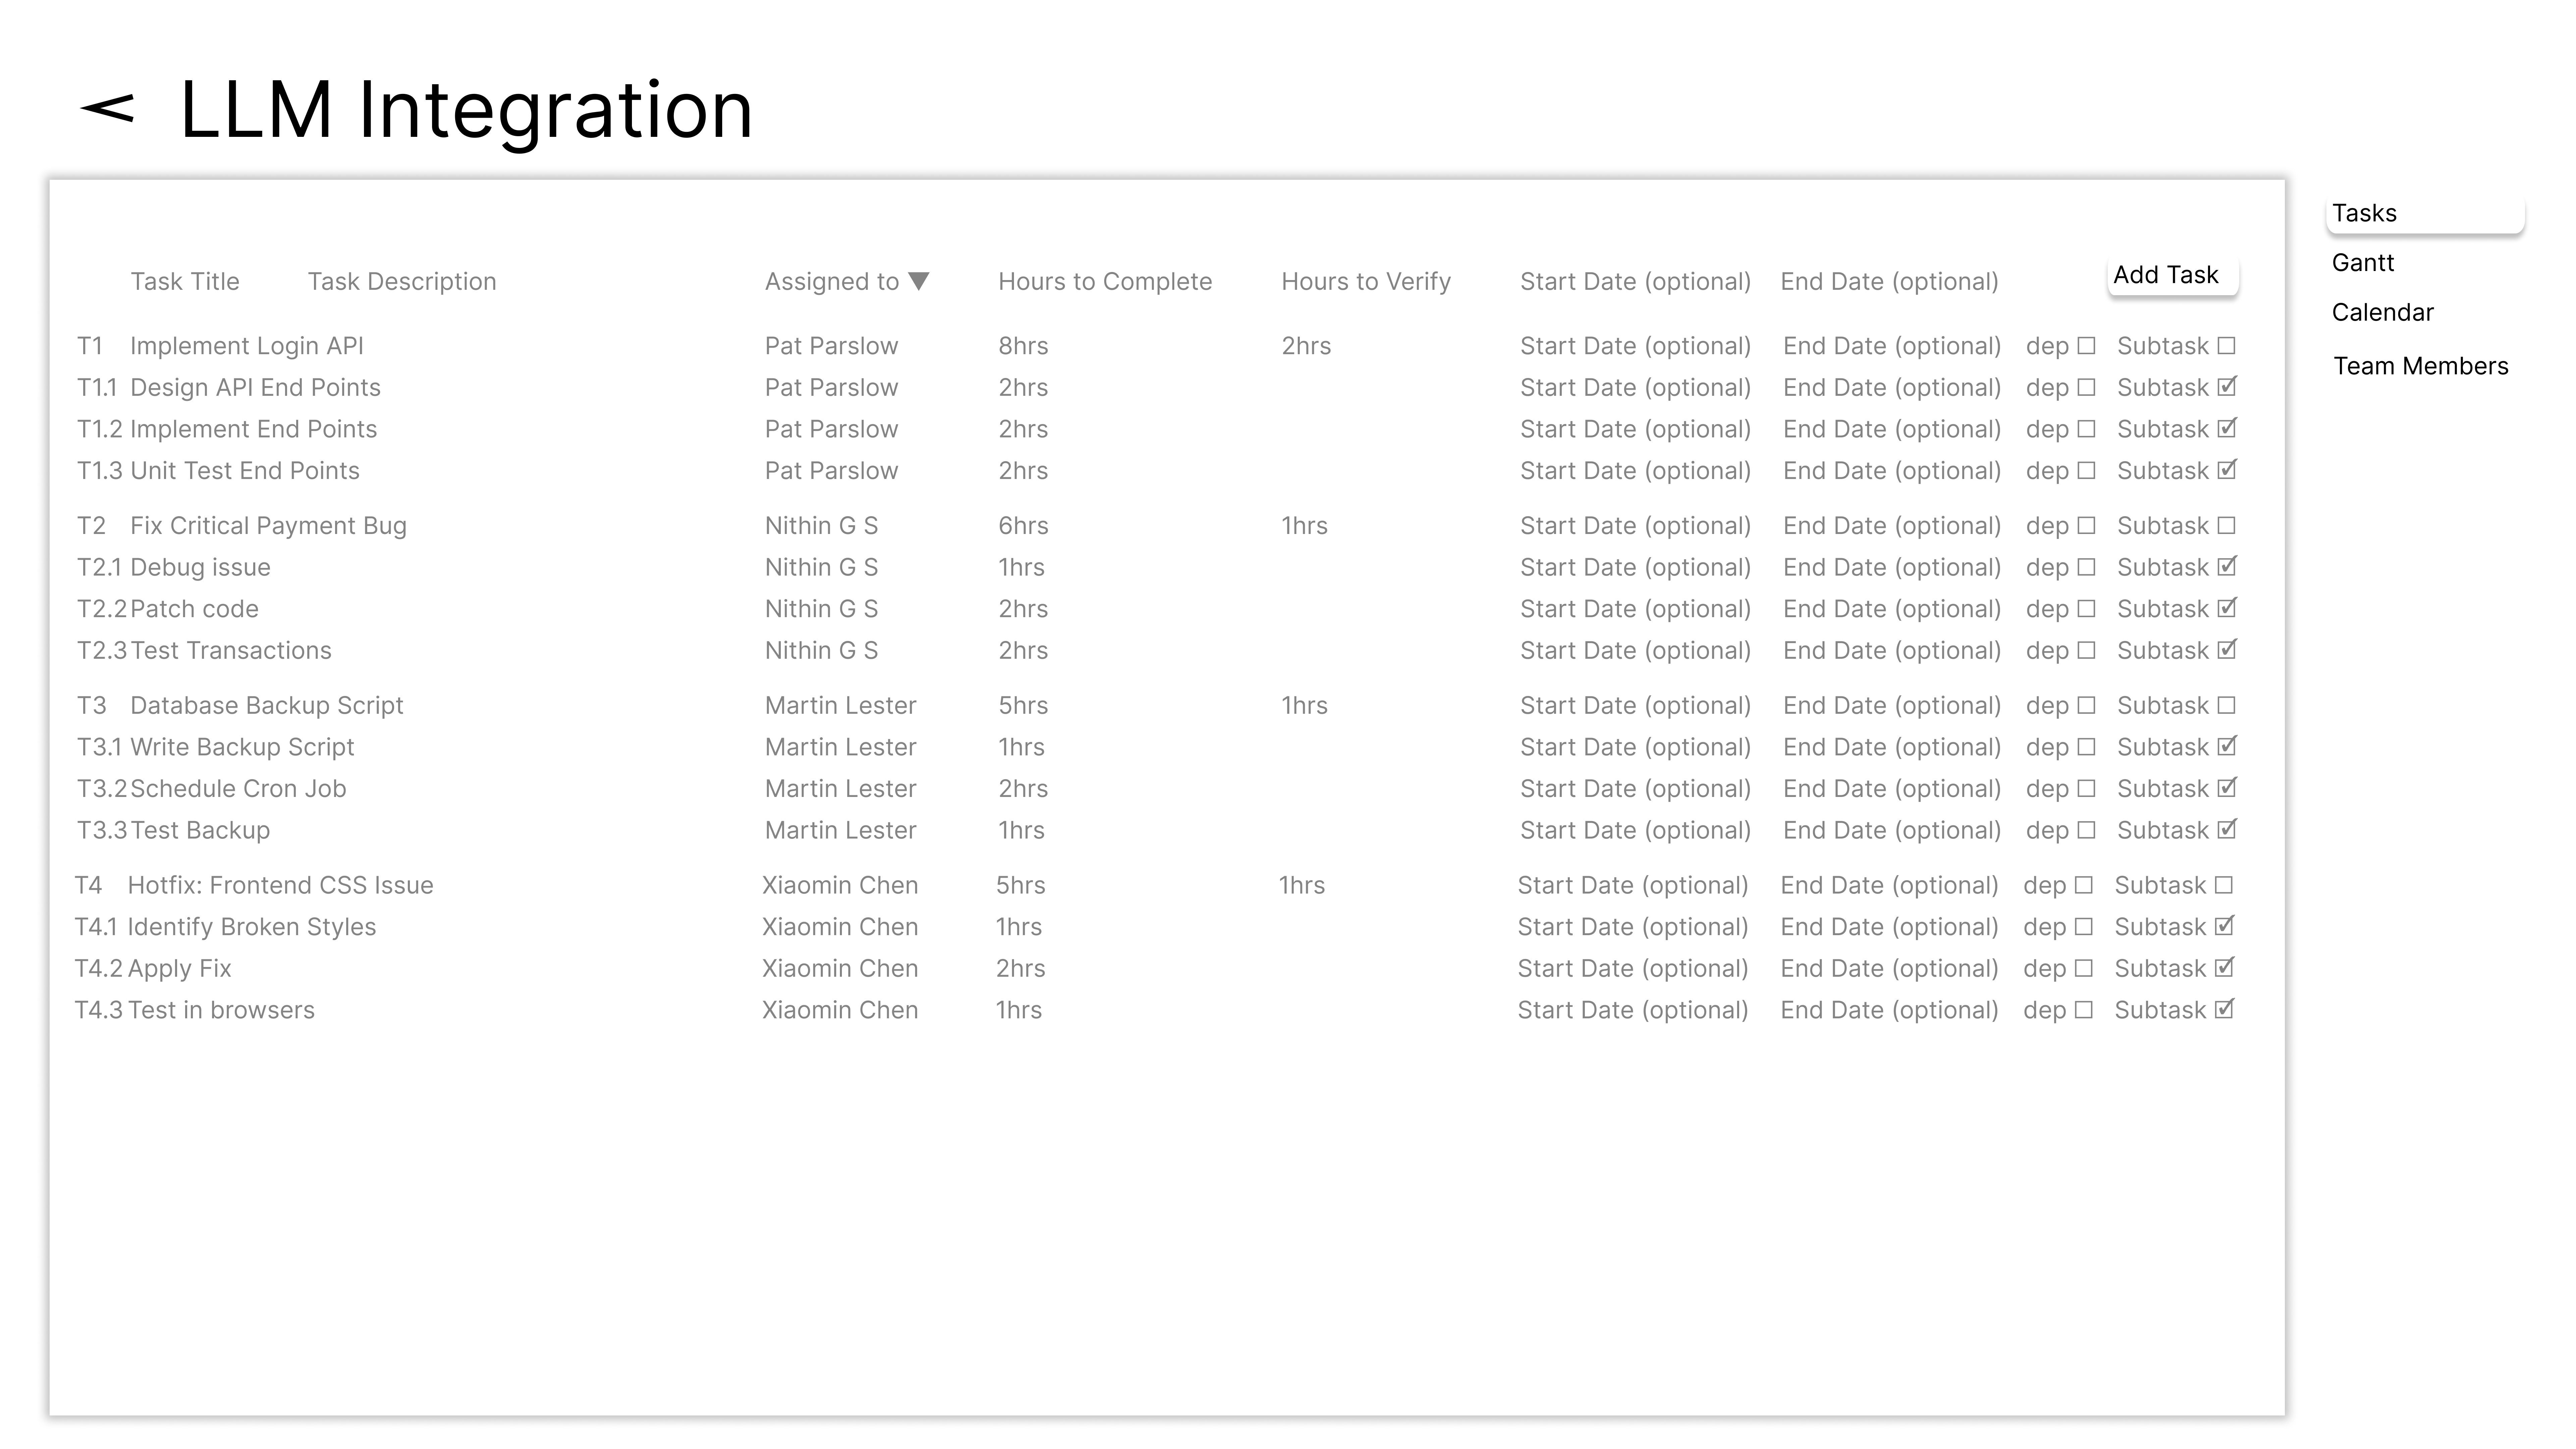 < LLM Integration
Tasks
Task Title Task Description Assigned to ▼ Hours to Complete Hours to Verify Start Date (optional) End Date (optional) Add Task
Gantt
Calendar
Team Members
T1 Implement Login API Pat Parslow 8hrs 2hrs Start Date (optional) End Date (optional) dep ☐ Subtask ☐
T1.1 Design API End Points Pat Parslow 2hrs Start Date (optional) End Date (optional) dep ☐ Subtask ☑
T1.2 Implement End Points Pat Parslow 2hrs Start Date (optional) End Date (optional) dep ☐ Subtask ☑
T1.3 Unit Test End Points Pat Parslow 2hrs Start Date (optional) End Date (optional) dep ☐ Subtask ☑
T2 Fix Critical Payment Bug Nithin G S 6hrs 1hrs Start Date (optional) End Date (optional) dep ☐ Subtask ☐
T2.1 Debug issue Nithin G S 1hrs Start Date (optional) End Date (optional) dep ☐ Subtask ☑
T2.2 Patch code Nithin G S 2hrs Start Date (optional) End Date (optional) dep ☐ Subtask ☑
T2.3 Test Transactions Nithin G S 2hrs Start Date (optional) End Date (optional) dep ☐ Subtask ☑
T3 Database Backup Script Martin Lester 5hrs 1hrs Start Date (optional) End Date (optional) dep ☐ Subtask ☐
T3.1 Write Backup Script Martin Lester 1hrs Start Date (optional) End Date (optional) dep ☐ Subtask ☑
T3.2 Schedule Cron Job Martin Lester 2hrs Start Date (optional) End Date (optional) dep ☐ Subtask ☑
T3.3 Test Backup Martin Lester 1hrs Start Date (optional) End Date (optional) dep ☐ Subtask ☑
T4 Hotfix: Frontend CSS Issue Xiaomin Chen 5hrs 1hrs Start Date (optional) End Date (optional) dep ☐ Subtask ☐
T4.1 Identify Broken Styles Xiaomin Chen 1hrs Start Date (optional) End Date (optional) dep ☐ Subtask ☑
T4.2 Apply Fix Xiaomin Chen 2hrs Start Date (optional) End Date (optional) dep ☐ Subtask ☑
T4.3 Test in browsers Xiaomin Chen 1hrs Start Date (optional) End Date (optional) dep ☐ Subtask ☑